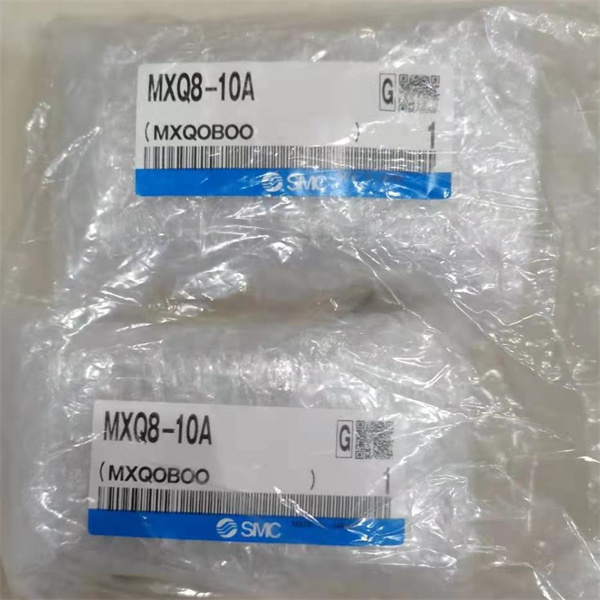 MXQ8-10A
G
(MXQOBOO )
1
SMC
MXQ8-10A
G
(MXQOBOO )
1
SMC